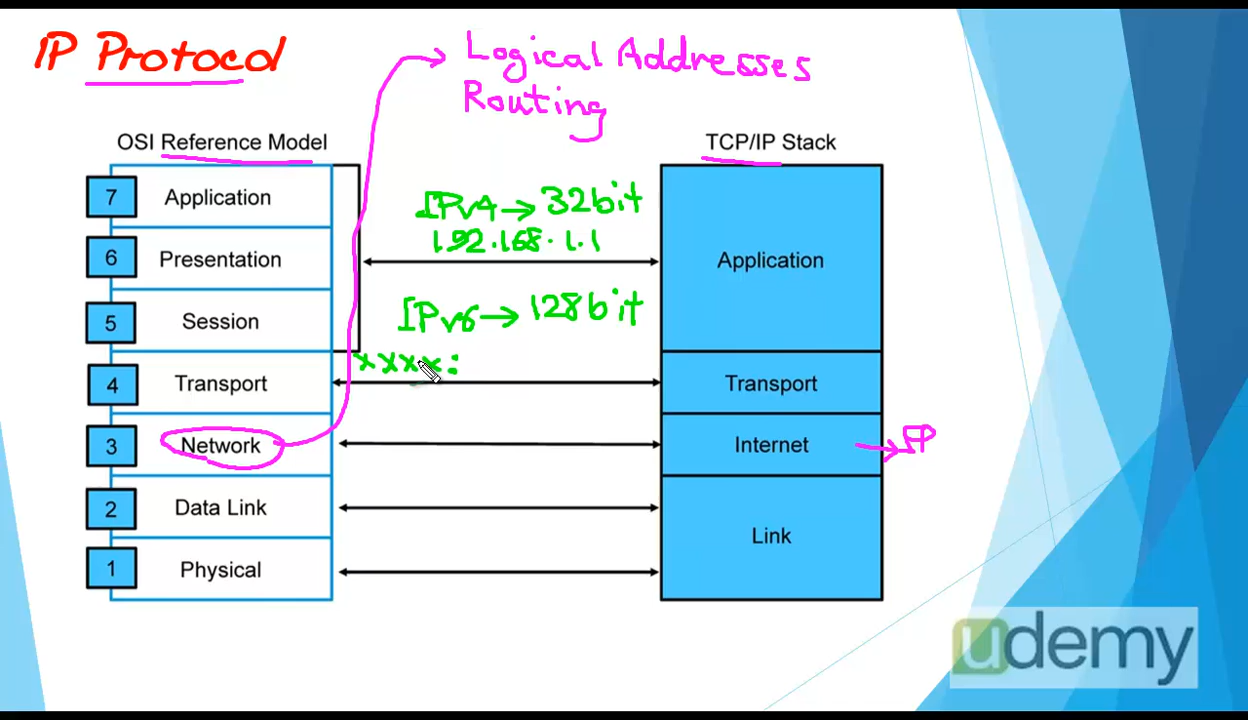 IP Protocol
Logical Addresses
Routing
OSI Reference Model
TCP/IP Stack
7 Application
6 Presentation
5 Session
4 Transport
3 Network
2 Data Link
1 Physical
IPv4 → 32bit
192.168.1.1
IPv6 → 128bit
xxxx:
Application
Transport
Internet → IP
Link
udemy